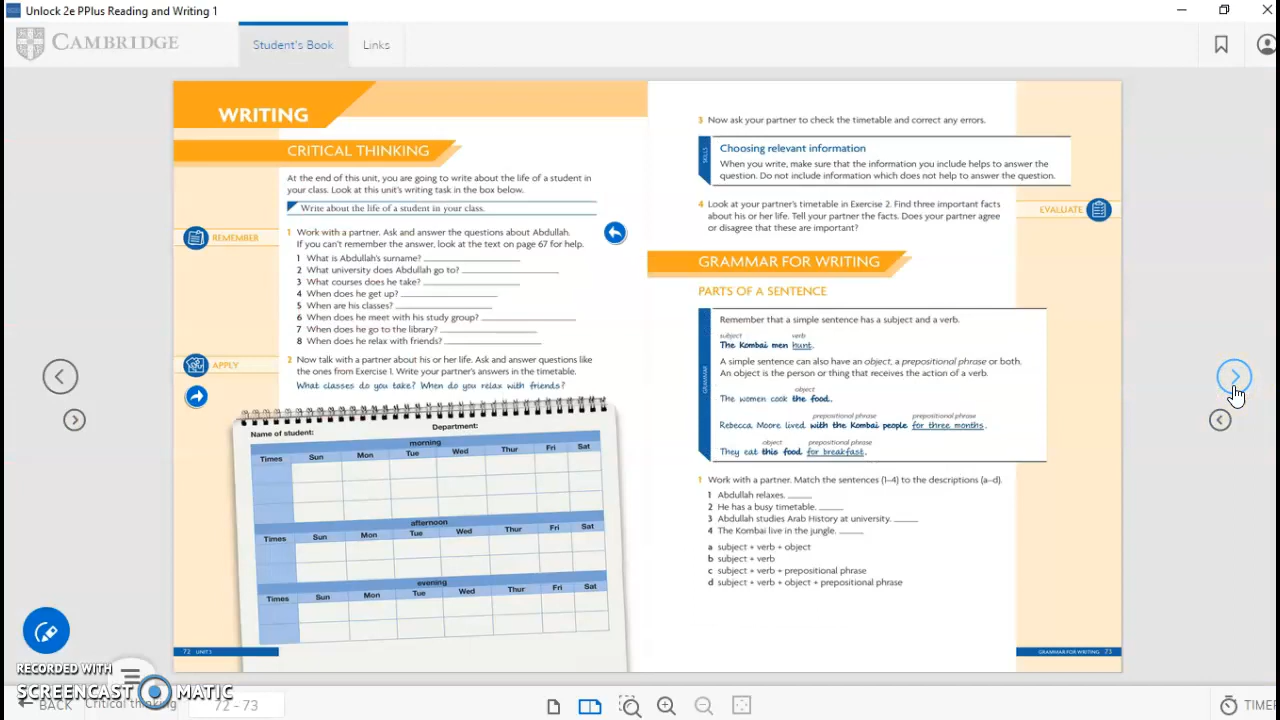 Unlock 2e PPlus Reading and Writing 1
CAMBRIDGE
Student's Book
Links
WRITING
CRITICAL THINKING
At the end of this unit, you are going to write about the life of a student in
your class. Look at this unit's writing task in the box below.
Write about the life of a student in your class.
REMEMBER
1 Work with a partner. Ask and answer the questions about Abdullah.
If you can't remember the answer, look at the text on page 67 for help.
1 What is Abdullah's surname?
2 What university does Abdullah go to?
3 What courses does he take?
4 When does he get up?
5 When are his classes?
6 When does he meet with his study group?
7 When does he go to the library?
8 When does he relax with friends?
APPLY
2 Now talk with a partner about his or her life. Ask and answer questions like
the ones from Exercise 1. Write your partner's answers in the timetable.
What classes do you take? When do you relax with friends?
Name of student: Department:
morning
Times Sun Mon Tue Wed Thur Fri Sat
afternoon
Times Sun Mon Tue Wed Thur Fri Sat
evening
Times Sun Mon Tue Wed Thur Fri Sat
72 UNIT 3
3 Now ask your partner to check the timetable and correct any errors.
SKILLS
Choosing relevant information
When you write, make sure that the information you include helps to answer the
question. Do not include information which does not help to answer the question.
4 Look at your partner's timetable in Exercise 2. Find three important facts
about his or her life. Tell your partner the facts. Does your partner agree
or disagree that these are important?
EVALUATE
GRAMMAR FOR WRITING
PARTS OF A SENTENCE
GRAMMAR
Remember that a simple sentence has a subject and a verb.
subject verb
The Kombai men hunt.
A simple sentence can also have an object, a prepositional phrase or both.
An object is the person or thing that receives the action of a verb.
object
The women cook the food.
prepositional phrase prepositional phrase
Rebecca Moore lived with the Kombai people for three months.
object prepositional phrase
They eat this food for breakfast.
1 Work with a partner. Match the sentences (1–4) to the descriptions (a–d).
1 Abdullah relaxes.
2 He has a busy timetable.
3 Abdullah studies Arab History at university.
4 The Kombai live in the jungle.
a subject + verb + object
b subject + verb
c subject + verb + prepositional phrase
d subject + verb + object + prepositional phrase
GRAMMAR FOR WRITING 73
RECORDED WITH
SCREENCAST MATIC
BACK
Critical thinking
72 - 73
TIMER